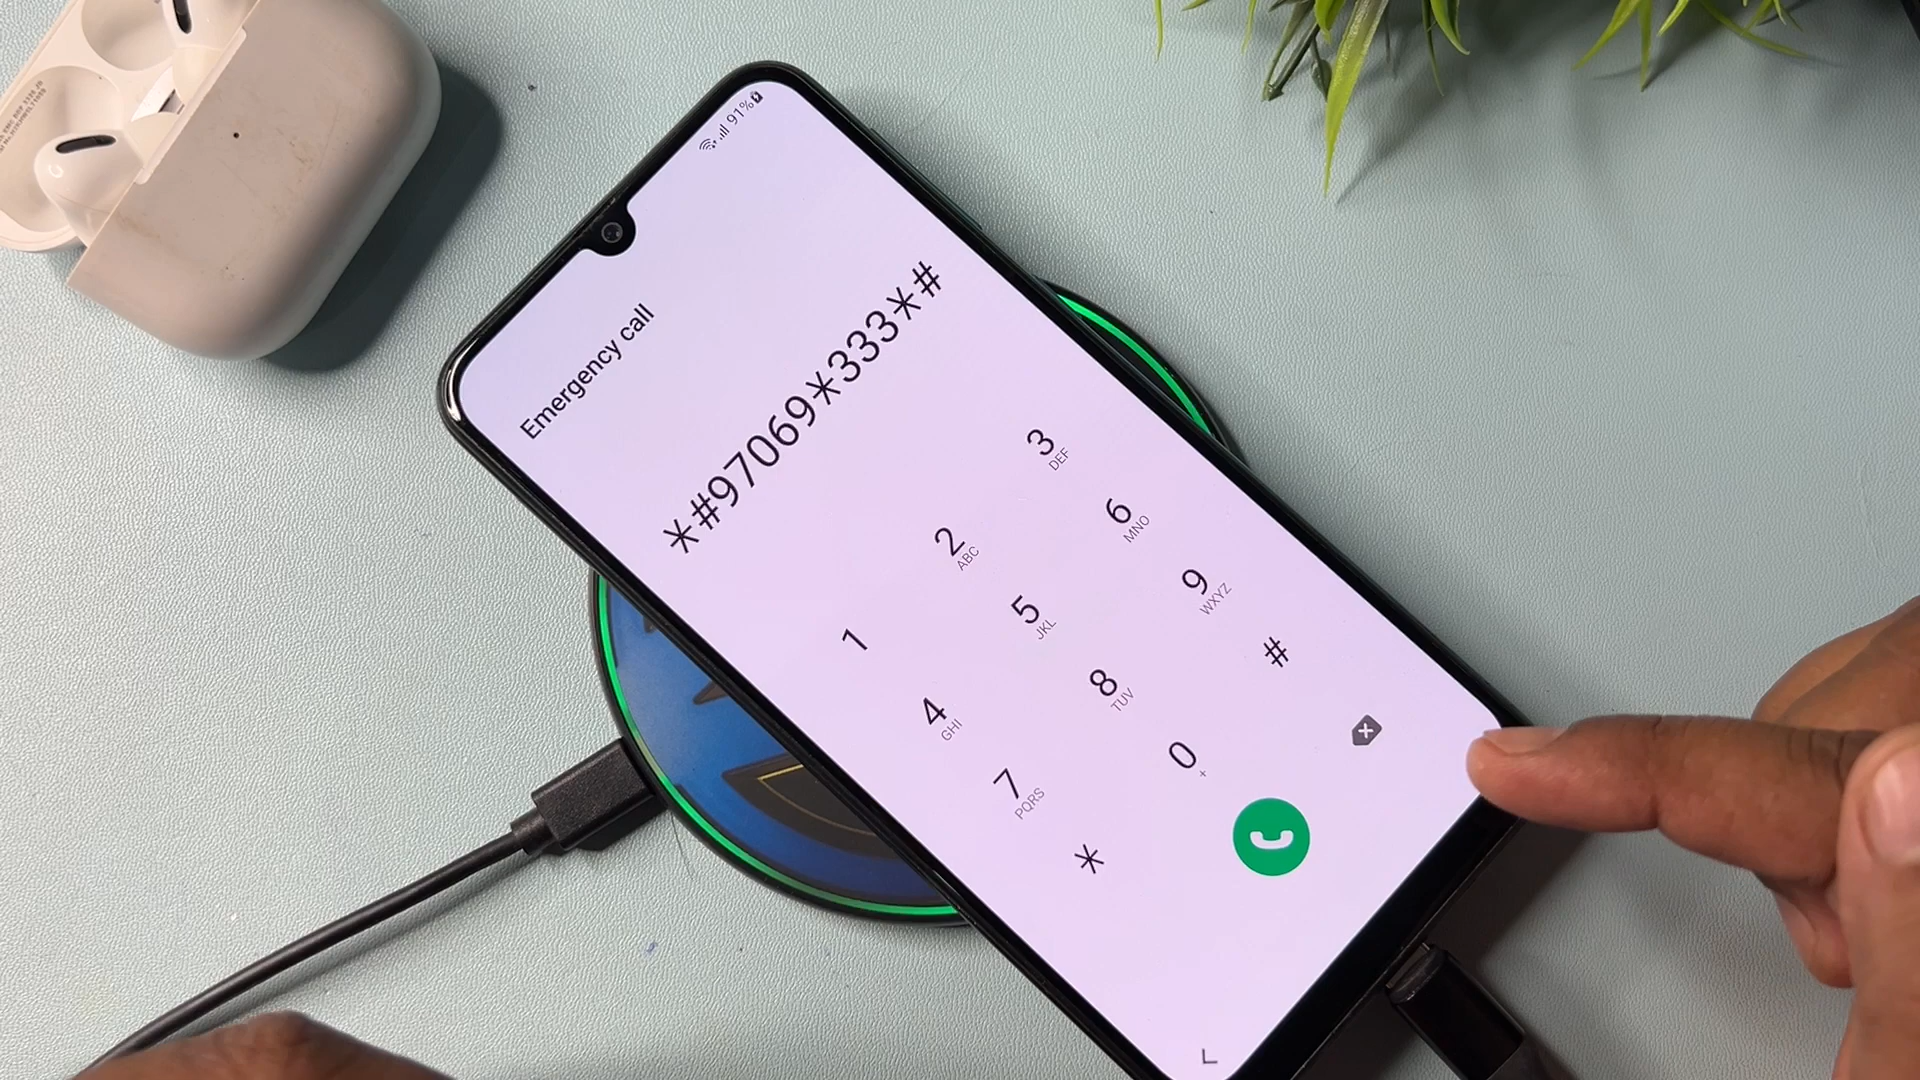 91%
Emergency call
*#97069*333*#
1
2
ABC
3
DEF
4
GHI
5
JKL
6
MNO
7
PQRS
8
TUV
9
WXYZ
*
0
+
#